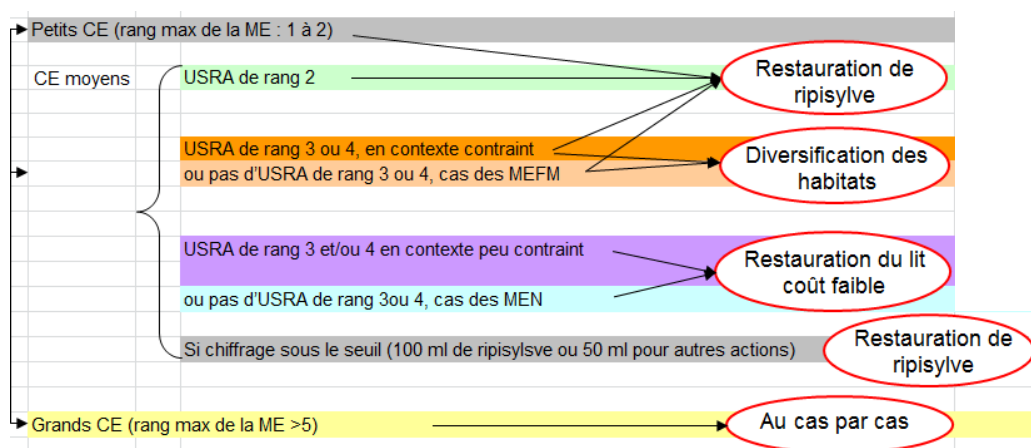 Petits CE (rang max de la ME : 1 à 2)
CE moyens
USRA de rang 2
Restauration de
ripisylve
USRA de rang 3 ou 4, en contexte contraint
ou pas d’USRA de rang 3 ou 4, cas des MEFM
Diversification des
habitats
USRA de rang 3 et/ou 4 en contexte peu contraint
ou pas d’USRA de rang 3ou 4, cas des MEN
Restauration du lit
coût faible
Si chiffrage sous le seuil (100 ml de ripisylsve ou 50 ml pour autres actions)
Restauration de
ripisylve
Grands CE (rang max de la ME >5)
Au cas par cas